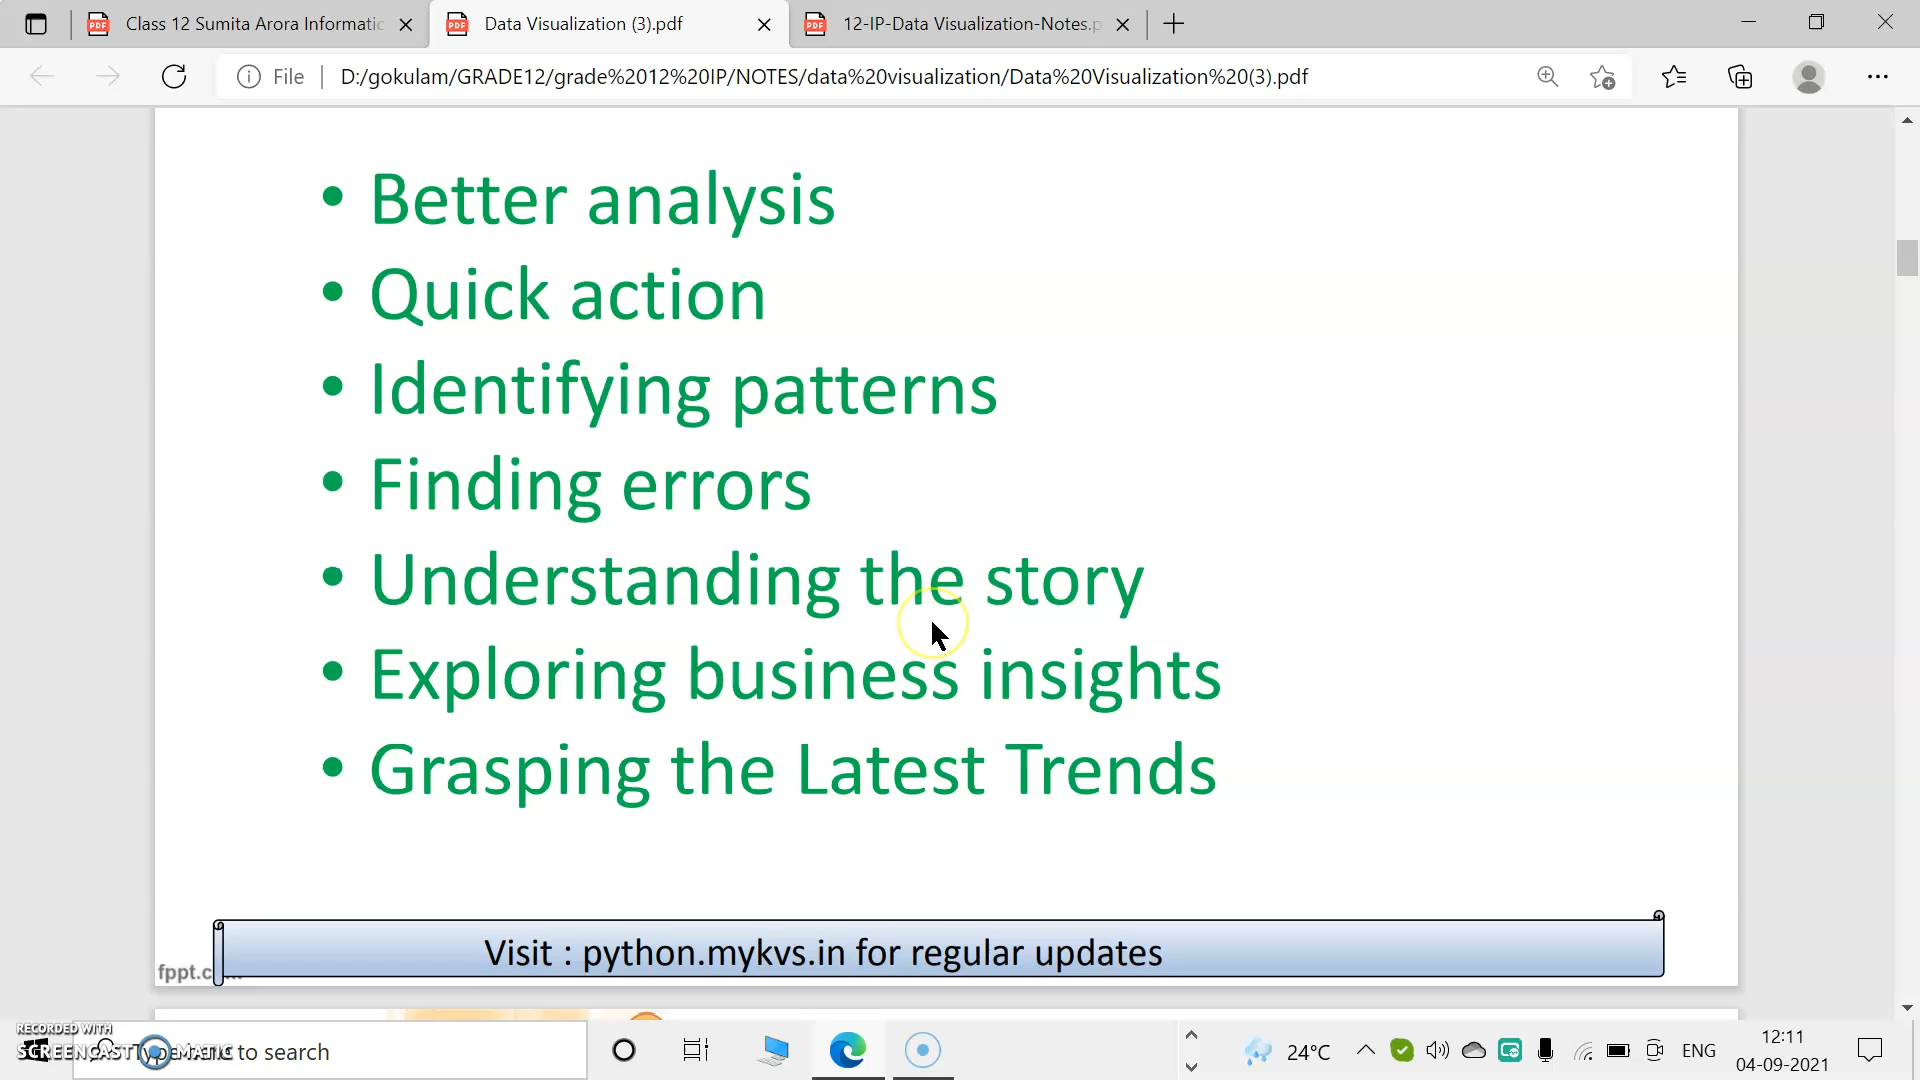 Class 12 Sumita Arora Informatic
Data Visualization (3).pdf
12-IP-Data Visualization-Notes.p
File
D:/gokulam/GRADE12/grade%2012%20IP/NOTES/data%20visualization/Data%20Visualization%20(3).pdf
• Better analysis
• Quick action
• Identifying patterns
• Finding errors
• Understanding the story
• Exploring business insights
• Grasping the Latest Trends
Visit : python.mykvs.in for regular updates
fppt.c
RECORDED WITH
SCREENCAST MATIC
to search
24°C
ENG
12:11
04-09-2021